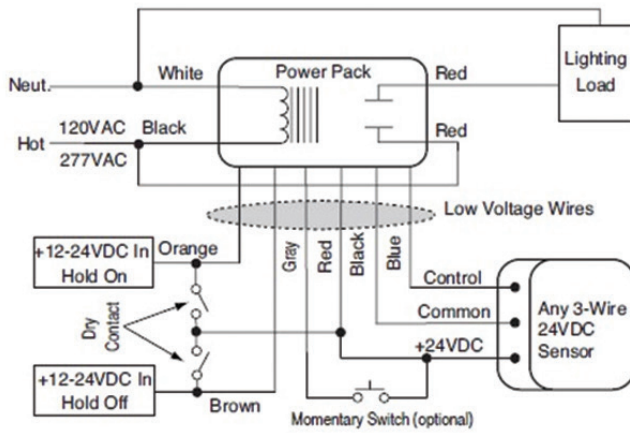 Neut.
White
Power Pack
Red
Lighting
Load
120VAC
Black
Hot
277VAC
Red
Low Voltage Wires
+12-24VDC In
Hold On
Orange
Gray
Red
Black
Blue
Control
Common
+24VDC
Any 3-Wire
24VDC
Sensor
Dry
Contact
+12-24VDC In
Hold Off
Brown
Momentary Switch (optional)